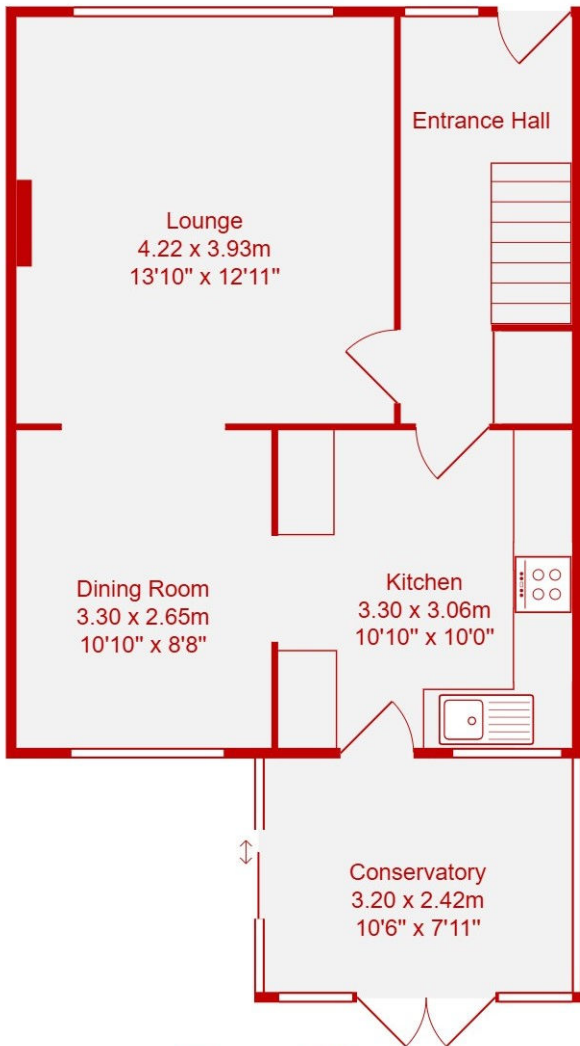 Entrance Hall
Lounge
4.22 x 3.93m
13'10" x 12'11"
Dining Room
3.30 x 2.65m
10'10" x 8'8"
Kitchen
3.30 x 3.06m
10'10" x 10'0"
Conservatory
3.20 x 2.42m
10'6" x 7'11"